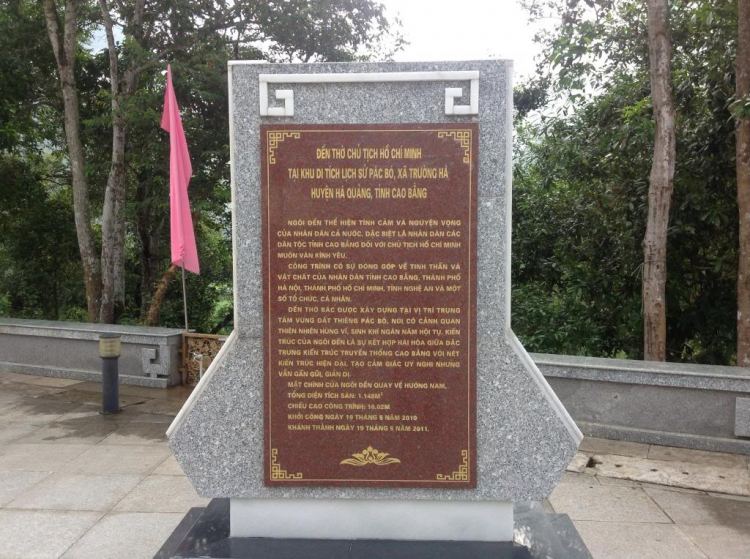 ĐỀN THỜ CHỦ TỊCH HỒ CHÍ MINH
TẠI KHU DI TÍCH LỊCH SỬ PÁC BÓ, XÃ TRƯỜNG HÀ
HUYỆN HÀ QUẢNG, TỈNH CAO BẰNG
NGÔI ĐỀN THỂ HIỆN TÌNH CẢM VÀ NGUYỆN VỌNG
CỦA NHÂN DÂN CẢ NƯỚC, ĐẶC BIỆT LÀ NHÂN DÂN CÁC
DÂN TỘC TỈNH CAO BẰNG ĐỐI VỚI CHỦ TỊCH HỒ CHÍ MINH
MUÔN VÀN KÍNH YÊU.
CÔNG TRÌNH CÓ SỰ ĐÓNG GÓP VỀ TINH THẦN VÀ
VẬT CHẤT CỦA NHÂN DÂN TỈNH CAO BẰNG, THÀNH PHỐ
HÀ NỘI, THÀNH PHỐ HỒ CHÍ MINH, TỈNH NGHỆ AN VÀ MỘT
SỐ TỔ CHỨC, CÁ NHÂN.
ĐỀN THỜ BÁC ĐƯỢC XÂY DỰNG TẠI VỊ TRÍ TRUNG
TÂM VÙNG ĐẤT THIÊNG PÁC BÓ, NƠI CÓ CẢNH QUAN
THIÊN NHIÊN HÙNG VĨ, SINH KHÍ NGÀN NĂM HỘI TỤ. KIẾN
TRÚC CỦA NGÔI ĐỀN LÀ SỰ KẾT HỢP HÀI HÒA GIỮA ĐẶC
TRƯNG KIẾN TRÚC TRUYỀN THỐNG CAO BẰNG VỚI NÉT
KIẾN TRÚC HIỆN ĐẠI, TẠO CẢM GIÁC UY NGHI NHƯNG
VẪN GẦN GŨI, GIẢN DỊ.
MẶT CHÍNH CỦA NGÔI ĐỀN QUAY VỀ HƯỚNG NAM,
TỔNG DIỆN TÍCH SÀN: 1.148M²
CHIỀU CAO CÔNG TRÌNH: 16,02M
KHỞI CÔNG NGÀY 19 THÁNG 5 NĂM 2010
KHÁNH THÀNH NGÀY 19 THÁNG 5 NĂM 2011.